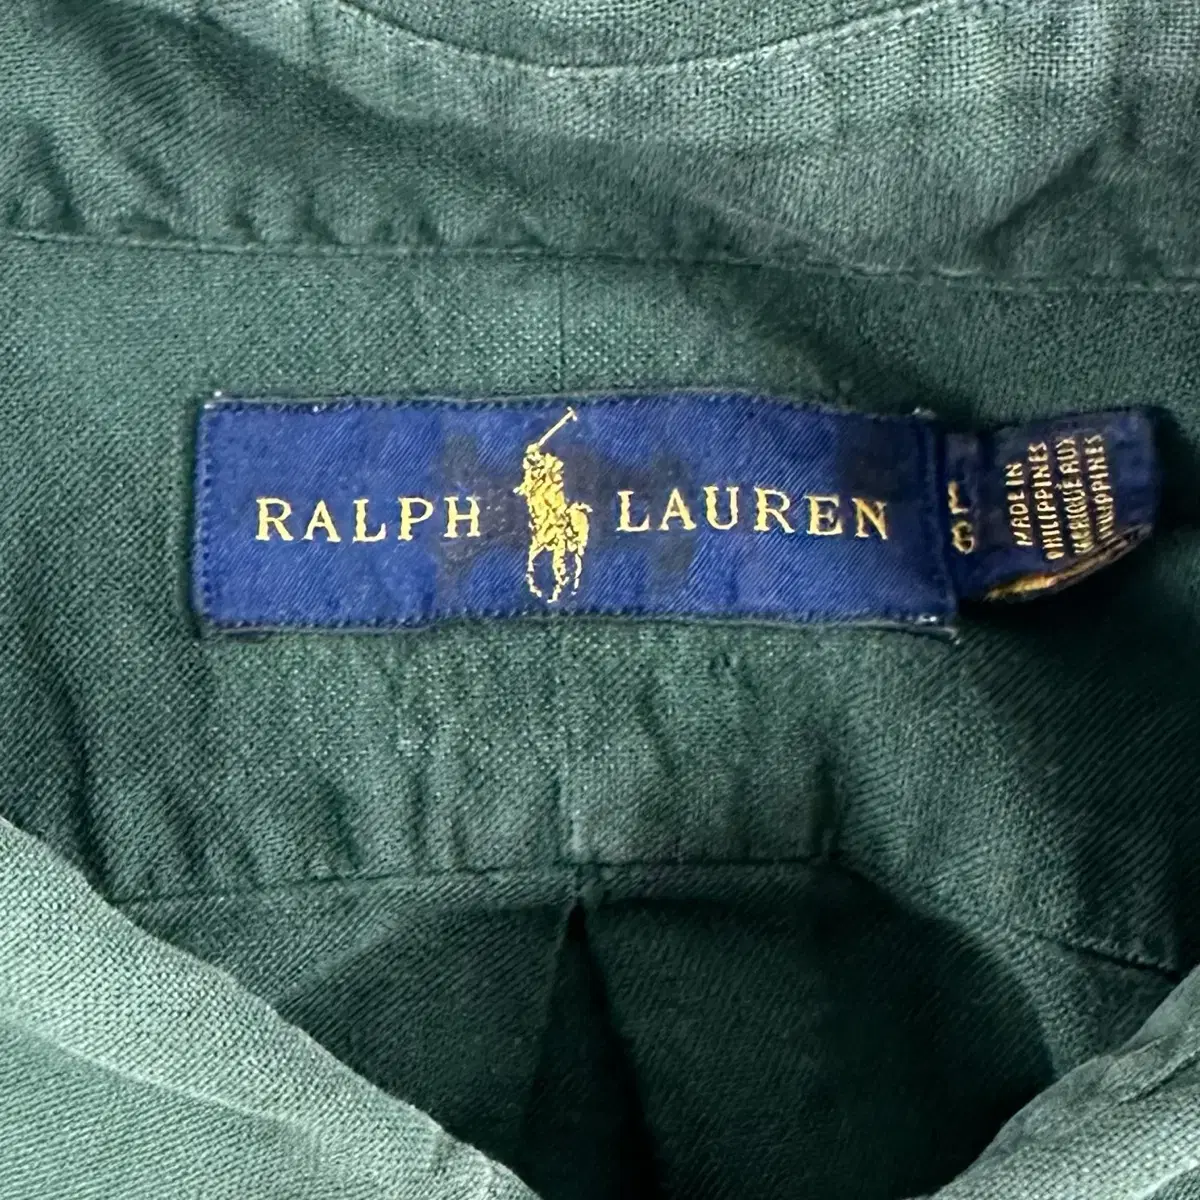 RALPH LAUREN
L
G
MADE IN
PHILIPPINES
FABRIQUÉ AUX
PHILIPPINES